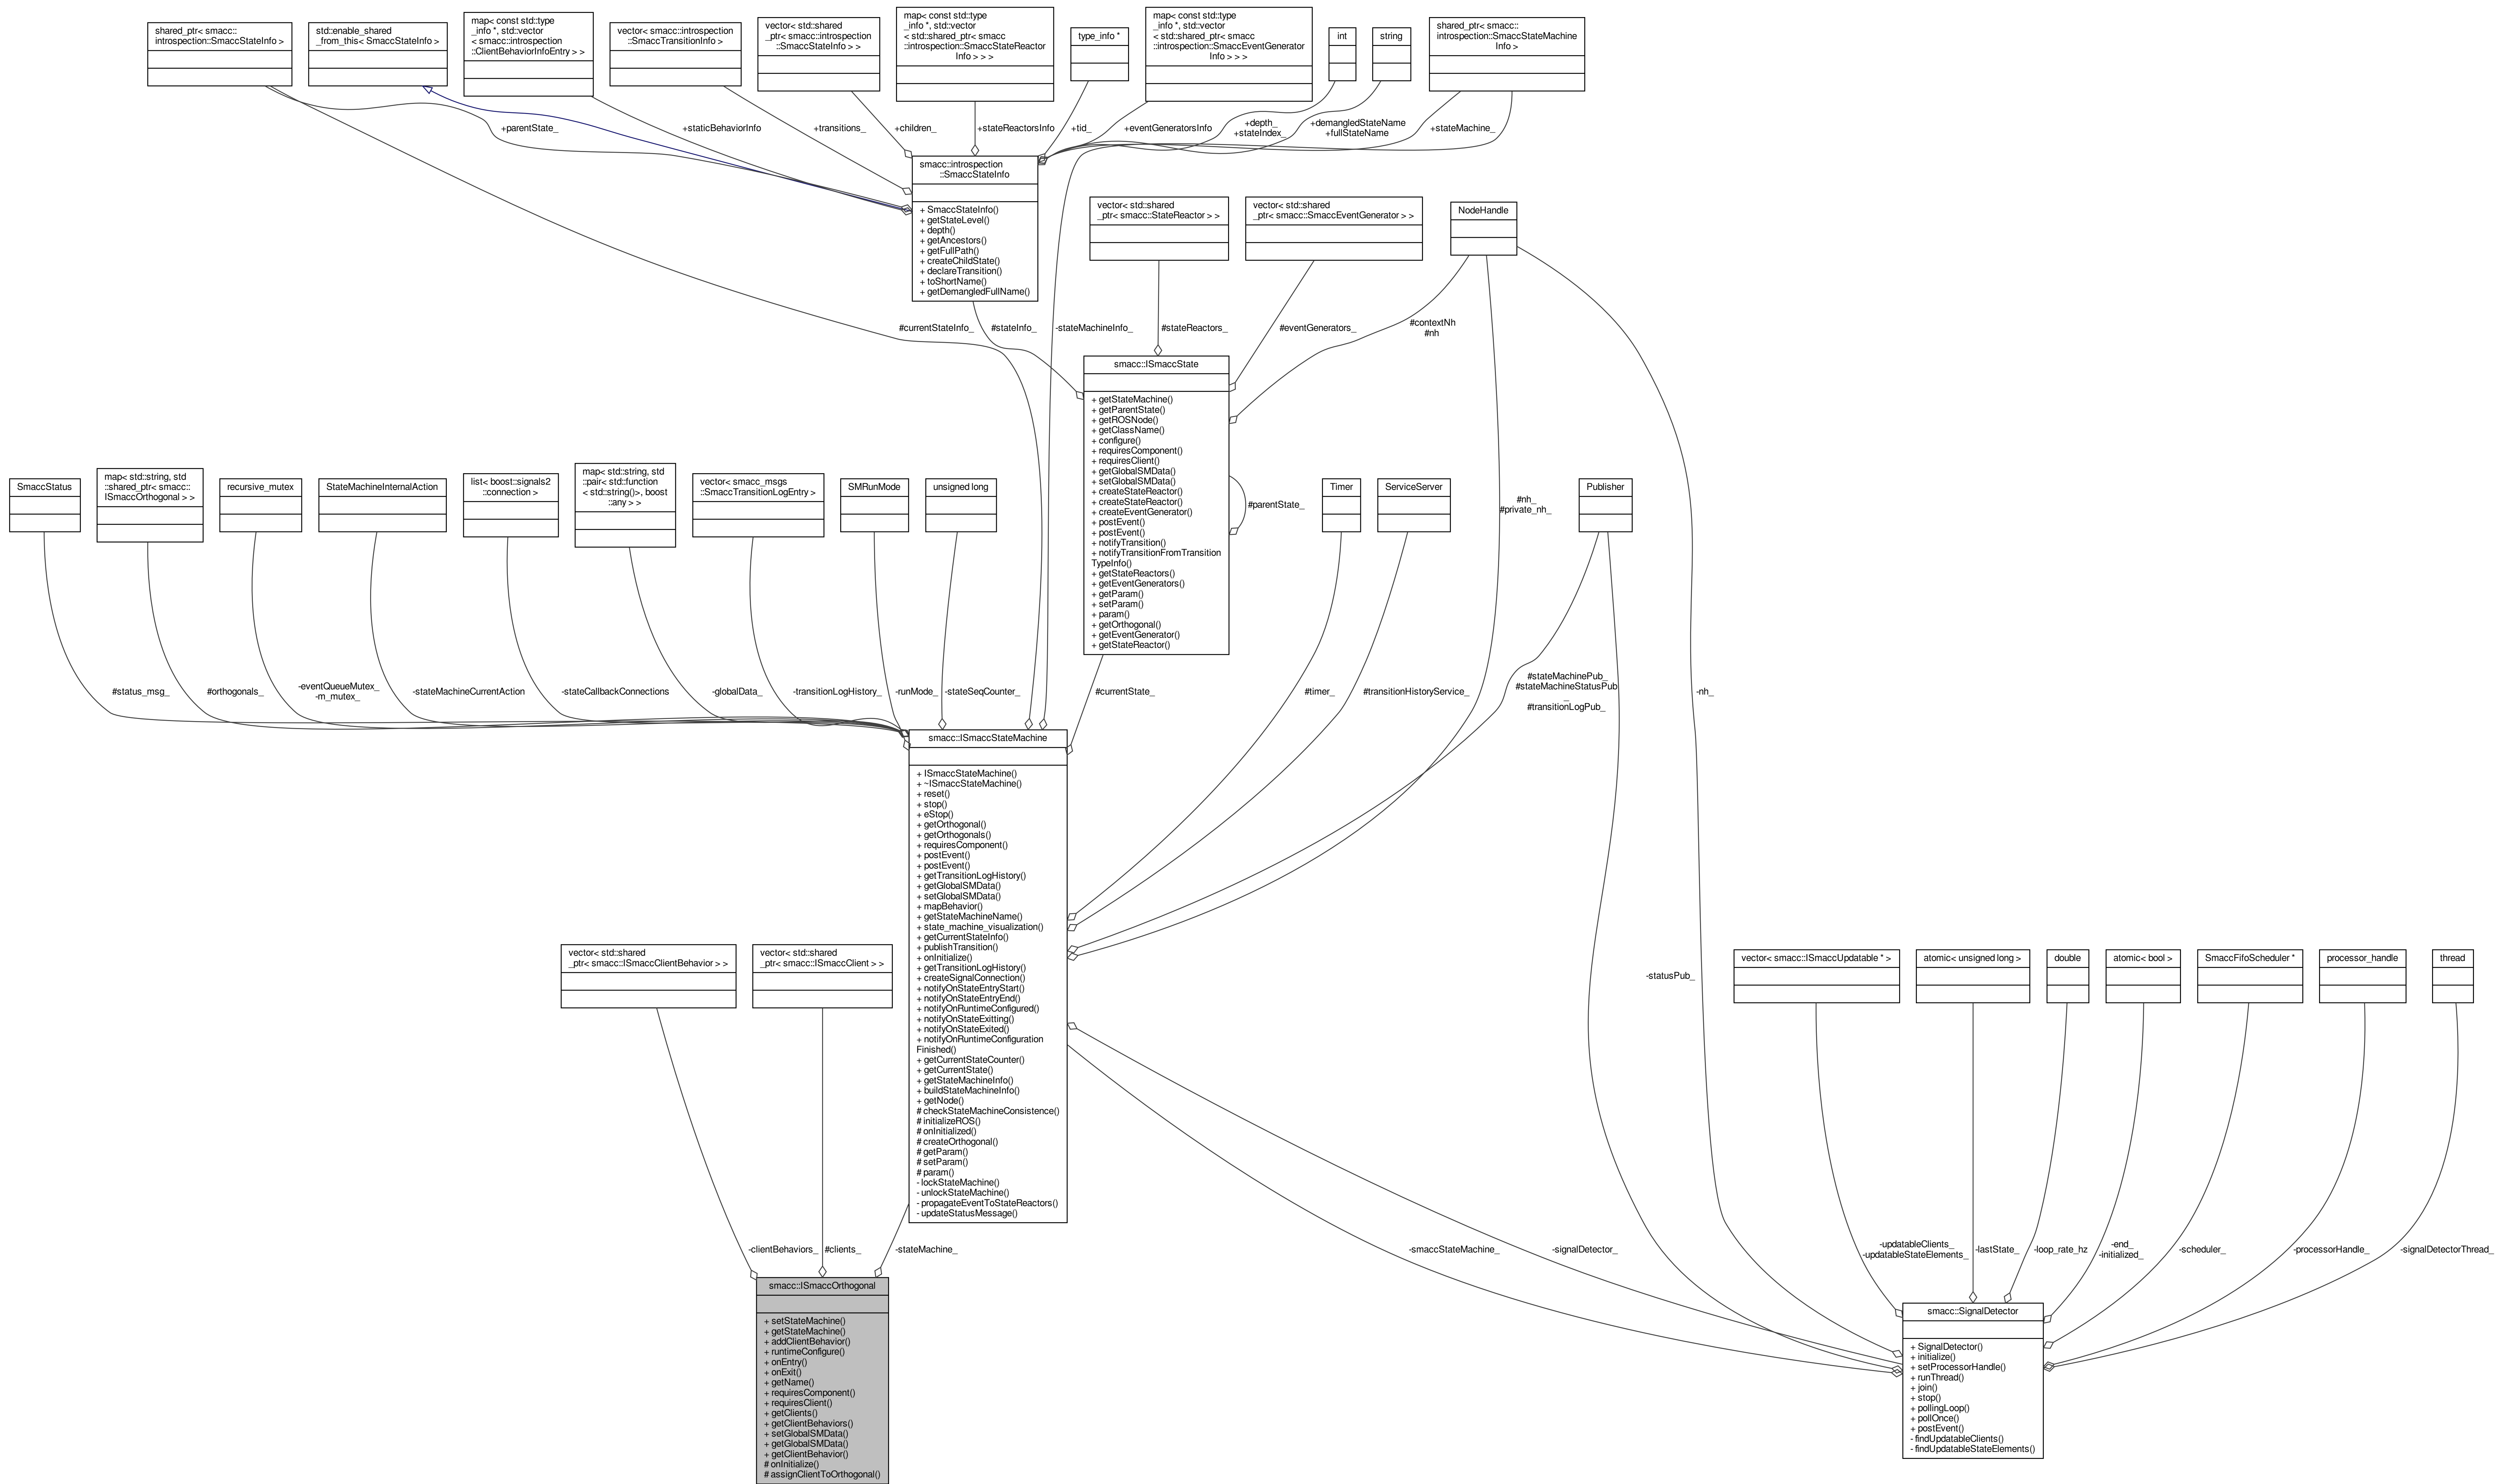 shared_ptr< smacc::
introspection::SmaccStateInfo >
std::enable_shared
_from_this< SmaccStateInfo >
map< const std::type
_info *, std::vector
< smacc::introspection
::ClientBehaviorInfoEntry > >
vector< smacc::introspection
::SmaccTransitionInfo >
vector< std::shared
_ptr< smacc::introspection
::SmaccStateInfo > >
map< const std::type
_info *, std::vector
< std::shared_ptr< smacc
::introspection::SmaccStateReactor
Info > > >
type_info *
map< const std::type
_info *, std::vector
< std::shared_ptr< smacc
::introspection::SmaccEventGenerator
Info > > >
int
string
shared_ptr< smacc::
introspection::SmaccStateMachine
Info >
+parentState_
+staticBehaviorInfo
+transitions_
+children_
+stateReactorsInfo
+tid_
+eventGeneratorsInfo
+depth_
+stateIndex_
+demangledStateName
+fullStateName
+stateMachine_
smacc::introspection
::SmaccStateInfo
+ SmaccStateInfo()
+ getStateLevel()
+ depth()
+ getAncestors()
+ getFullPath()
+ createChildState()
+ declareTransition()
+ toShortName()
+ getDemangledFullName()
vector< std::shared
_ptr< smacc::StateReactor > >
vector< std::shared
_ptr< smacc::SmaccEventGenerator > >
NodeHandle
#currentStateInfo_
#stateInfo_
-stateMachineInfo_
#stateReactors_
#eventGenerators_
#contextNh
#nh
smacc::ISmaccState
+ getStateMachine()
+ getParentState()
+ getROSNode()
+ getClassName()
+ configure()
+ requiresComponent()
+ requiresClient()
+ getGlobalSMData()
+ setGlobalSMData()
+ createStateReactor()
+ createStateReactor()
+ createEventGenerator()
+ postEvent()
+ postEvent()
+ notifyTransition()
+ notifyTransitionFromTransition
TypeInfo()
+ getStateReactors()
+ getEventGenerators()
+ getParam()
+ setParam()
+ param()
+ getOrthogonal()
+ getEventGenerator()
+ getStateReactor()
#parentState_
SmaccStatus
map< std::string, std
::shared_ptr< smacc::
ISmaccOrthogonal > >
recursive_mutex
StateMachineInternalAction
list< boost::signals2
::connection >
map< std::string, std
::pair< std::function
< std::string()>, boost
::any > >
vector< smacc_msgs
::SmaccTransitionLogEntry >
SMRunMode
unsigned long
Timer
ServiceServer
#nh_
#private_nh_
Publisher
#status_msg_
#orthogonals_
-eventQueueMutex_
-m_mutex_
-stateMachineCurrentAction
-stateCallbackConnections
-globalData_
-transitionLogHistory_
-runMode_
-stateSeqCounter_
#currentState_
#timer_
#transitionHistoryService_
#stateMachinePub_
#stateMachineStatusPub
_
#transitionLogPub_
-nh_
smacc::ISmaccStateMachine
+ ISmaccStateMachine()
+ ~ISmaccStateMachine()
+ reset()
+ stop()
+ eStop()
+ getOrthogonal()
+ getOrthogonals()
+ requiresComponent()
+ postEvent()
+ postEvent()
+ getTransitionLogHistory()
+ getGlobalSMData()
+ setGlobalSMData()
+ mapBehavior()
+ getStateMachineName()
+ state_machine_visualization()
+ getCurrentStateInfo()
+ publishTransition()
+ onInitialize()
+ getTransitionLogHistory()
+ createSignalConnection()
+ notifyOnStateEntryStart()
+ notifyOnStateEntryEnd()
+ notifyOnRuntimeConfigured()
+ notifyOnStateExitting()
+ notifyOnStateExited()
+ notifyOnRuntimeConfiguration
Finished()
+ getCurrentStateCounter()
+ getCurrentState()
+ getStateMachineInfo()
+ buildStateMachineInfo()
+ getNode()
# checkStateMachineConsistence()
# initializeROS()
# onInitialized()
# createOrthogonal()
# getParam()
# setParam()
# param()
- lockStateMachine()
- unlockStateMachine()
- propagateEventToStateReactors()
- updateStatusMessage()
vector< std::shared
_ptr< smacc::ISmaccClientBehavior > >
vector< std::shared
_ptr< smacc::ISmaccClient > >
-statusPub_
vector< smacc::ISmaccUpdatable * >
atomic< unsigned long >
double
atomic< bool >
SmaccFifoScheduler *
processor_handle
thread
-clientBehaviors_
#clients_
-stateMachine_
-smaccStateMachine_
-signalDetector_
-updatableClients_
-updatableStateElements_
-lastState_
-loop_rate_hz
-end_
-initialized_
-scheduler_
-processorHandle_
-signalDetectorThread_
smacc::ISmaccOrthogonal
+ setStateMachine()
+ getStateMachine()
+ addClientBehavior()
+ runtimeConfigure()
+ onEntry()
+ onExit()
+ getName()
+ requiresComponent()
+ requiresClient()
+ getClients()
+ getClientBehaviors()
+ setGlobalSMData()
+ getGlobalSMData()
+ getClientBehavior()
# onInitialize()
# assignClientToOrthogonal()
smacc::SignalDetector
+ SignalDetector()
+ initialize()
+ setProcessorHandle()
+ runThread()
+ join()
+ stop()
+ pollingLoop()
+ pollOnce()
+ postEvent()
- findUpdatableClients()
- findUpdatableStateElements()